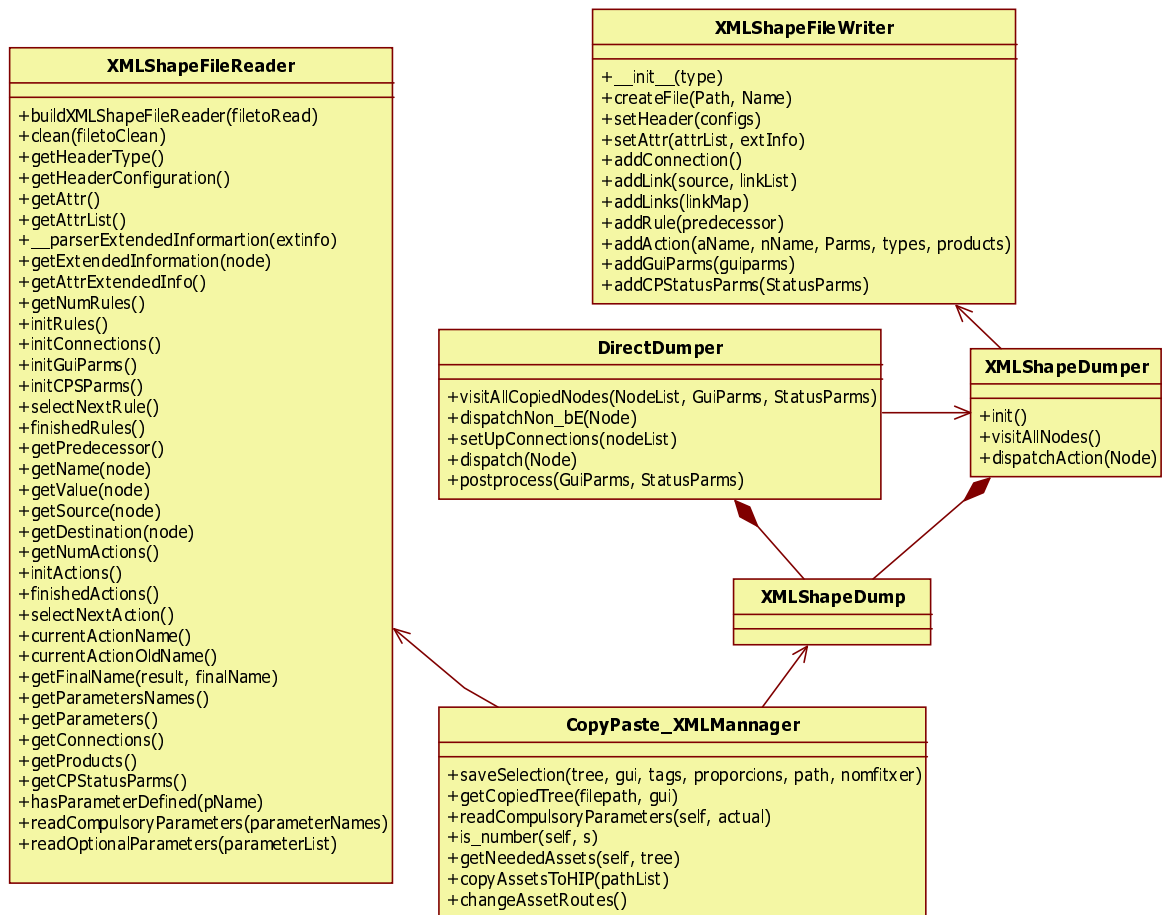 XMLShapeFileReader
+buildXMLShapeFileReader(filetoRead)
+clean(filetoClean)
+getHeaderType()
+getHeaderConfiguration()
+getAttr()
+getAttrList()
+__parserExtendedInformartion(extinfo)
+getExtendedInformation(node)
+getAttrExtendedInfo()
+getNumRules()
+initRules()
+initConnections()
+initGuiParms()
+initCPSParms()
+selectNextRule()
+finishedRules()
+getPredecessor()
+getName(node)
+getValue(node)
+getSource(node)
+getDestination(node)
+getNumActions()
+initActions()
+finishedActions()
+selectNextAction()
+currentActionName()
+currentActionOldName()
+getFinalName(result, finalName)
+getParametersNames()
+getParameters()
+getConnections()
+getProducts()
+getCPStatusParms()
+hasParameterDefined(pName)
+readCompulsoryParameters(parameterNames)
+readOptionalParameters(parameterList)
XMLShapeFileWriter
+__init__(type)
+createFile(Path, Name)
+setHeader(configs)
+setAttr(attrList, extInfo)
+addConnection()
+addLink(source, linkList)
+addLinks(linkMap)
+addRule(predecessor)
+addAction(aName, nName, Parms, types, products)
+addGuiParms(guiparms)
+addCPStatusParms(StatusParms)
DirectDumper
+visitAllCopiedNodes(NodeList, GuiParms, StatusParms)
+dispatchNon_bE(Node)
+setUpConnections(nodeList)
+dispatch(Node)
+postprocess(GuiParms, StatusParms)
XMLShapeDumper
+init()
+visitAllNodes()
+dispatchAction(Node)
XMLShapeDump
CopyPaste_XMLMannager
+saveSelection(tree, gui, tags, proporcions, path, nomfitxer)
+getCopiedTree(filepath, gui)
+readCompulsoryParameters(self, actual)
+is_number(self, s)
+getNeededAssets(self, tree)
+copyAssetsToHIP(pathList)
+changeAssetRoutes()